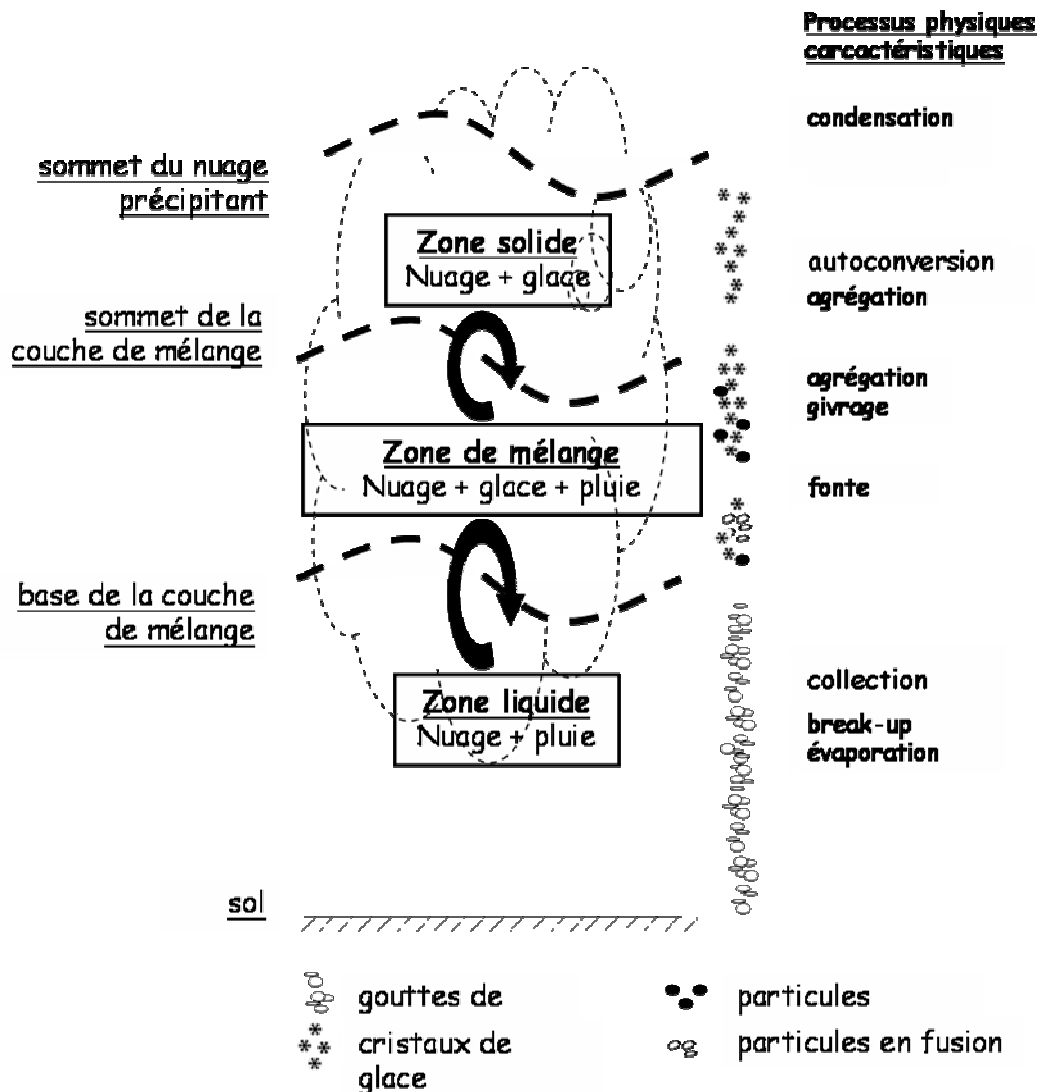 Processus physiques
carcactéristiques
condensation
sommet du nuage
précipitant
Zone solide
Nuage + glace
autoconversion
agrégation
sommet de la
couche de mélange
agrégation
givrage
Zone de mélange
Nuage + glace + pluie
fonte
base de la couche
de mélange
Zone liquide
Nuage + pluie
collection
break-up
évaporation
sol
gouttes de
particules
cristaux de
glace
particules en fusion